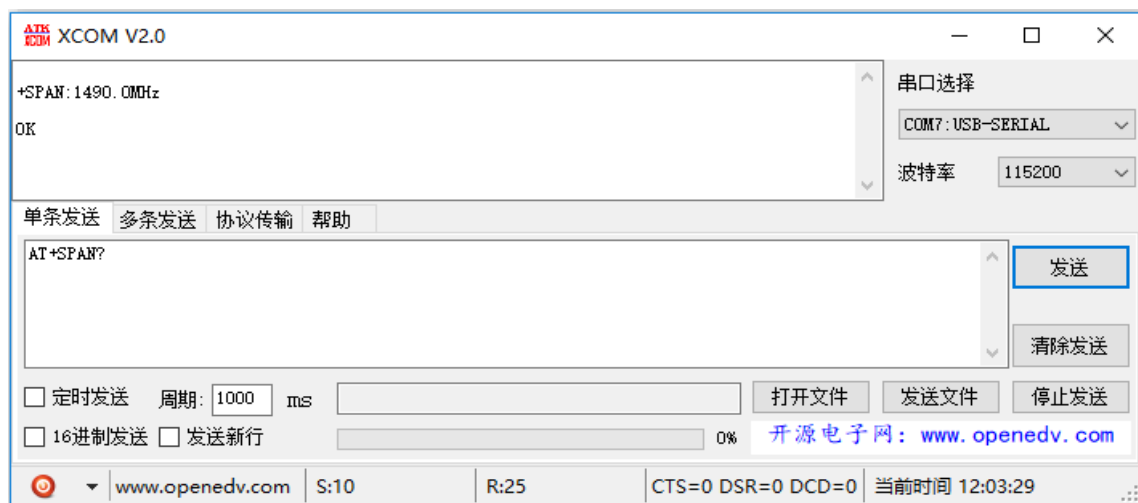 ATK XCOM XCOM V2.0
+SPAN:1490.0MHz
OK
串口选择
COM7:USB-SERIAL
波特率 115200
单条发送 多条发送 协议传输 帮助
AT+SPAN?
发送
清除发送
定时发送 周期: 1000 ms 打开文件 发送文件 停止发送
16进制发送 发送新行 0% 开源电子网: www.openedv.com
www.openedv.com S:10 R:25 CTS=0 DSR=0 DCD=0 当前时间 12:03:29